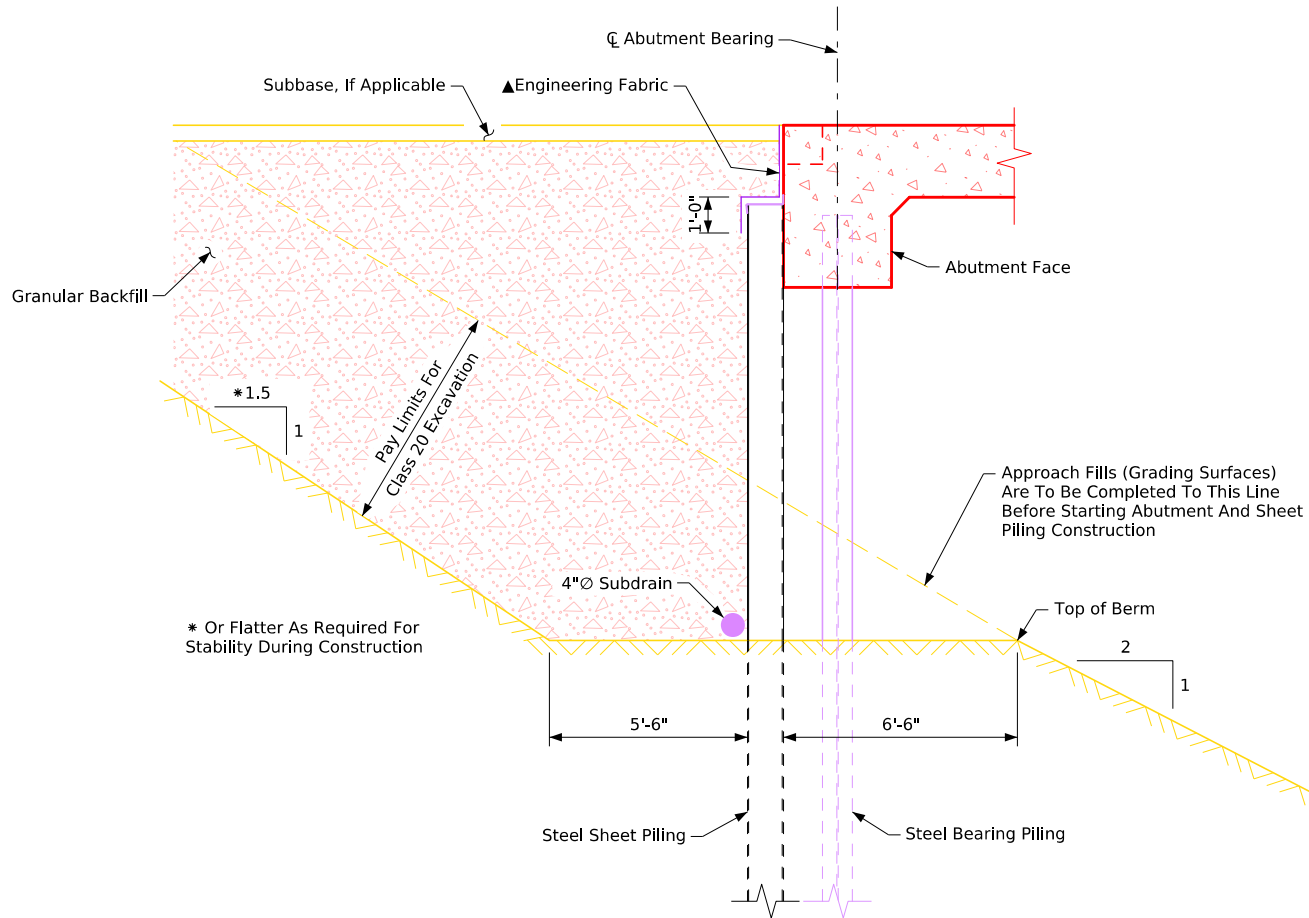 ℄ Abutment Bearing
Subbase, If Applicable
▲Engineering Fabric
1'-0"
Granular Backfill
Abutment Face
Pay Limits For
Class 20 Excavation
*1.5
1
Approach Fills (Grading Surfaces)
Are To Be Completed To This Line
Before Starting Abutment And Sheet
Piling Construction
4"∅ Subdrain
Top of Berm
* Or Flatter As Required For
Stability During Construction
2
1
5'-6"
6'-6"
Steel Sheet Piling
Steel Bearing Piling